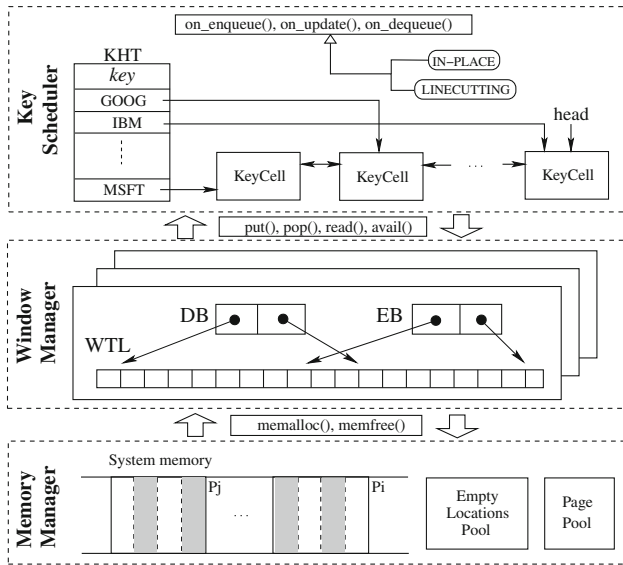 on_enqueue(), on_update(), on_dequeue()
KHT
key
GOOG
IBM
MSFT
IN-PLACE
LINECUTTING
head
KeyCell
KeyCell
...
KeyCell
Key
Scheduler
put(), pop(), read(), avail()
Window
Manager
DB
EB
WTL
memalloc(), memfree()
Memory
Manager
System memory
Pj
Pi
...
Empty
Locations
Pool
Page
Pool